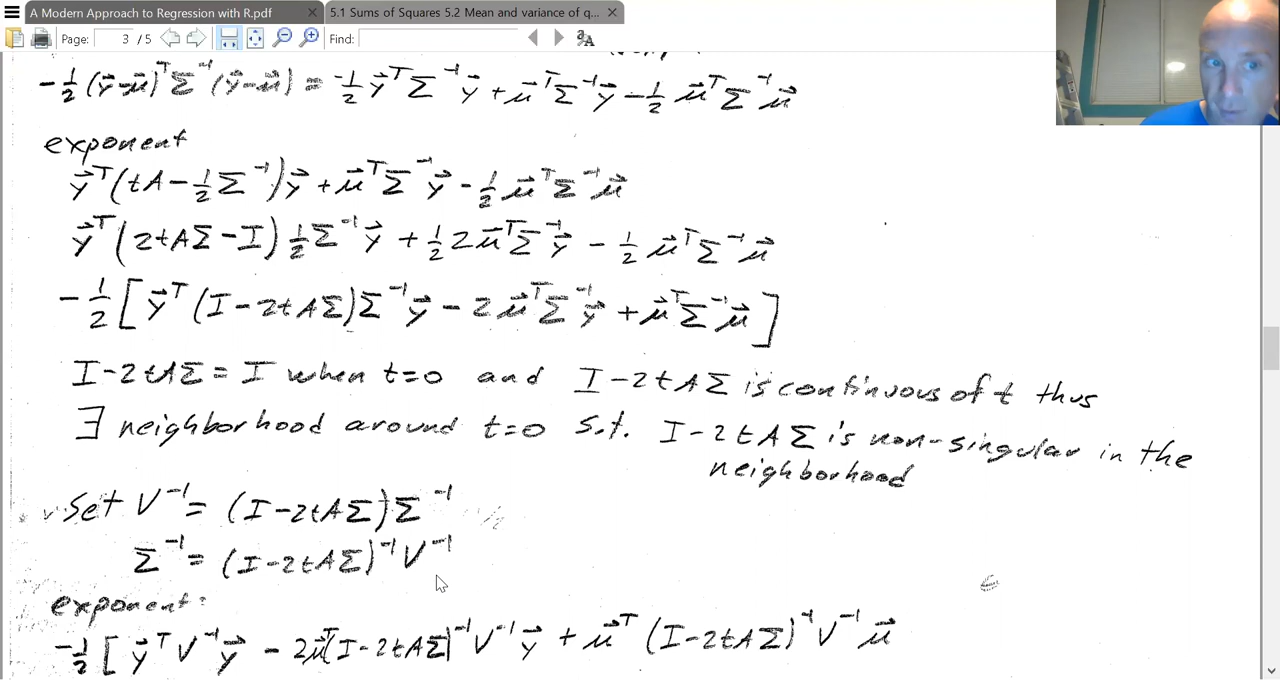 A Modern Approach to Regression with R.pdf
5.1 Sums of Squares 5.2 Mean and variance of q...
Page: 3 / 5 Find:
-½(y⃗-μ⃗)ᵀΣ⁻¹(y⃗-μ⃗) = -½ y⃗ᵀΣ⁻¹y⃗ + μ⃗ᵀΣ⁻¹y⃗ - ½ μ⃗ᵀΣ⁻¹μ⃗
exponent
y⃗ᵀ(tA - ½Σ⁻¹)y⃗ + μ⃗ᵀΣ⁻¹y⃗ - ½ μ⃗ᵀΣ⁻¹μ⃗
y⃗ᵀ(2tAΣ - I)½Σ⁻¹y⃗ + ½ 2μ⃗ᵀΣ⁻¹y⃗ - ½ μ⃗ᵀΣ⁻¹μ⃗
-½[y⃗ᵀ(I - 2tAΣ)Σ⁻¹y⃗ - 2μ⃗ᵀΣ⁻¹y⃗ + μ⃗ᵀΣ⁻¹μ⃗]
I - 2tAΣ = I when t=0 and I - 2tAΣ is continuous of t thus
∃ neighborhood around t=0 s.t. I - 2tAΣ is non-singular in the
neighborhood
set V⁻¹ = (I - 2tAΣ)Σ⁻¹
Σ⁻¹ = (I - 2tAΣ)⁻¹V⁻¹
exponent:
-½[y⃗ᵀV⁻¹y⃗ - 2μ⃗ᵀ(I - 2tAΣ)⁻¹V⁻¹y⃗ + μ⃗ᵀ(I - 2tAΣ)⁻¹V⁻¹μ⃗